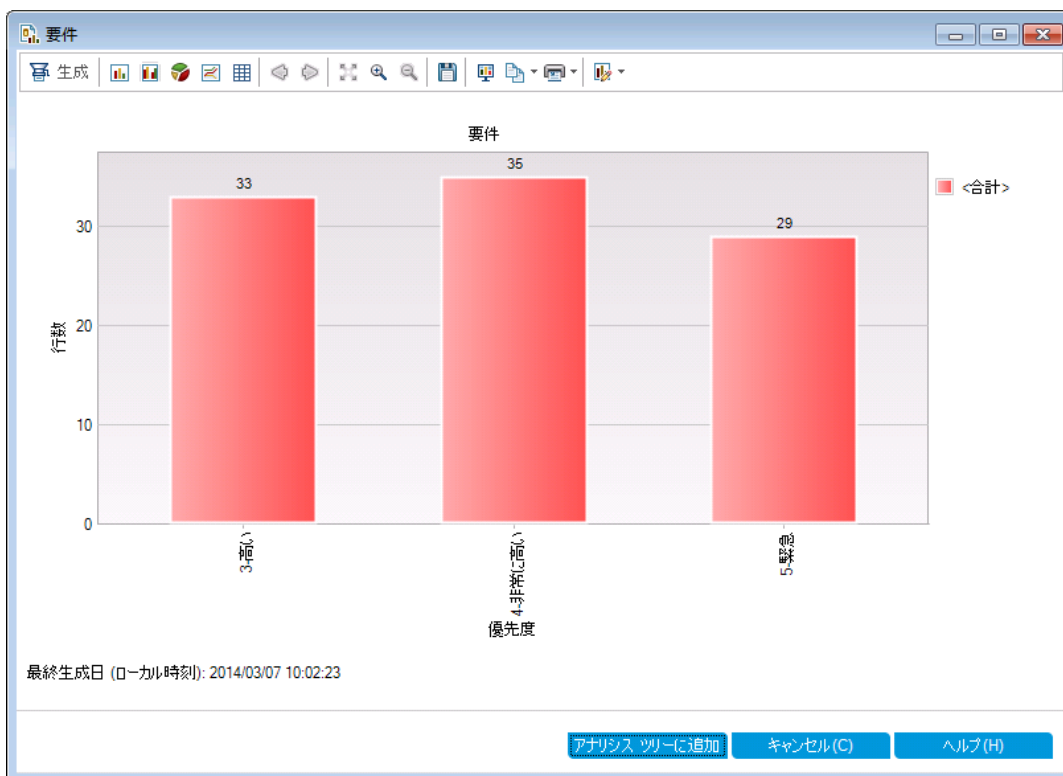 要件
生成
要件
33
35
29
<合計>
30
20
10
0
行数
3-高い
4-非常に高い
5-緊急
優先度
最終生成日 (ローカル時刻): 2014/03/07 10:02:23
アナリシス ツリーに追加
キャンセル(C)
ヘルプ(H)